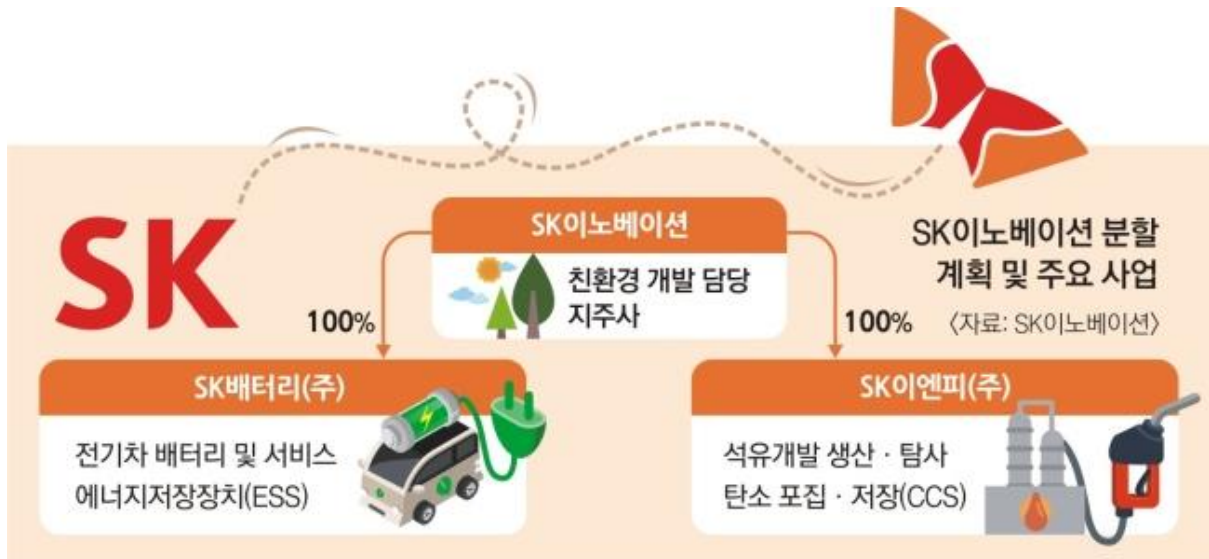 SK
SK이노베이션 분할
계획 및 주요 사업
〈자료: SK이노베이션〉
SK이노베이션
친환경 개발 담당
지주사
100%
100%
SK배터리(주)
전기차 배터리 및 서비스
에너지저장장치(ESS)
SK이엔피(주)
석유개발 생산 · 탐사
탄소 포집 · 저장(CCS)